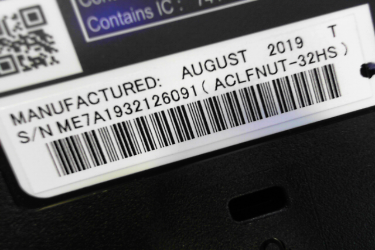 Contains IC :
MANUFACTURED: AUGUST 2019 T
S/N ME7A1932126091 ( ACLFNUT-32HS )